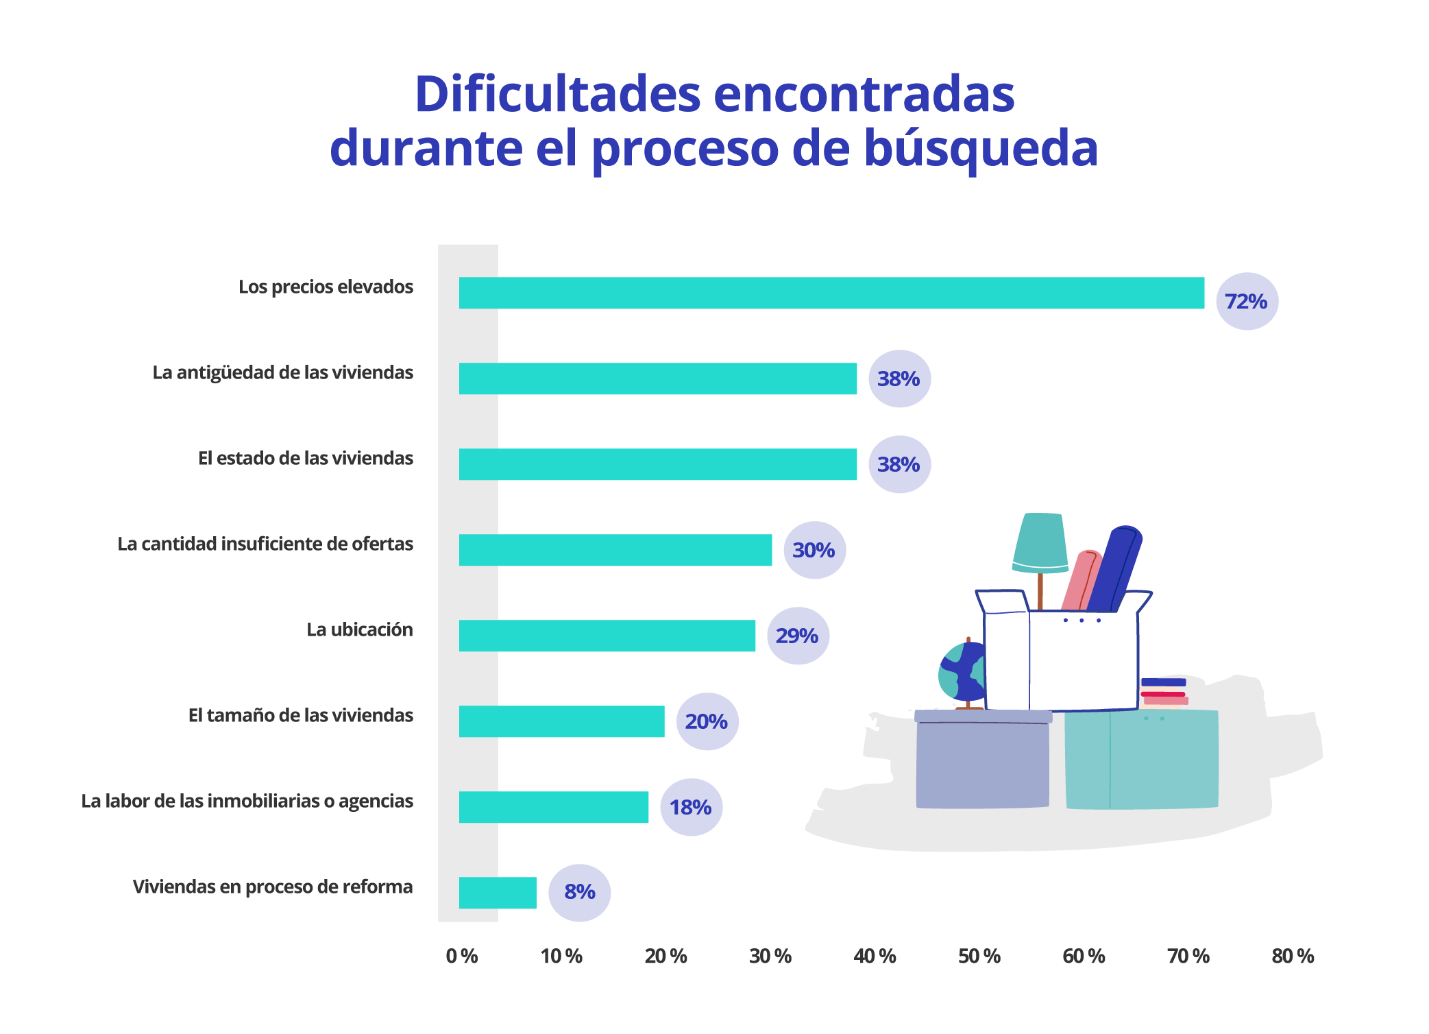 Dificultades encontradas
durante el proceso de búsqueda
Los precios elevados
72%
La antigüedad de las viviendas
38%
El estado de las viviendas
38%
La cantidad insuficiente de ofertas
30%
La ubicación
29%
El tamaño de las viviendas
20%
La labor de las inmobiliarias o agencias
18%
Viviendas en proceso de reforma
8%
0 % 10 % 20 % 30 % 40 % 50 % 60 % 70 % 80 %